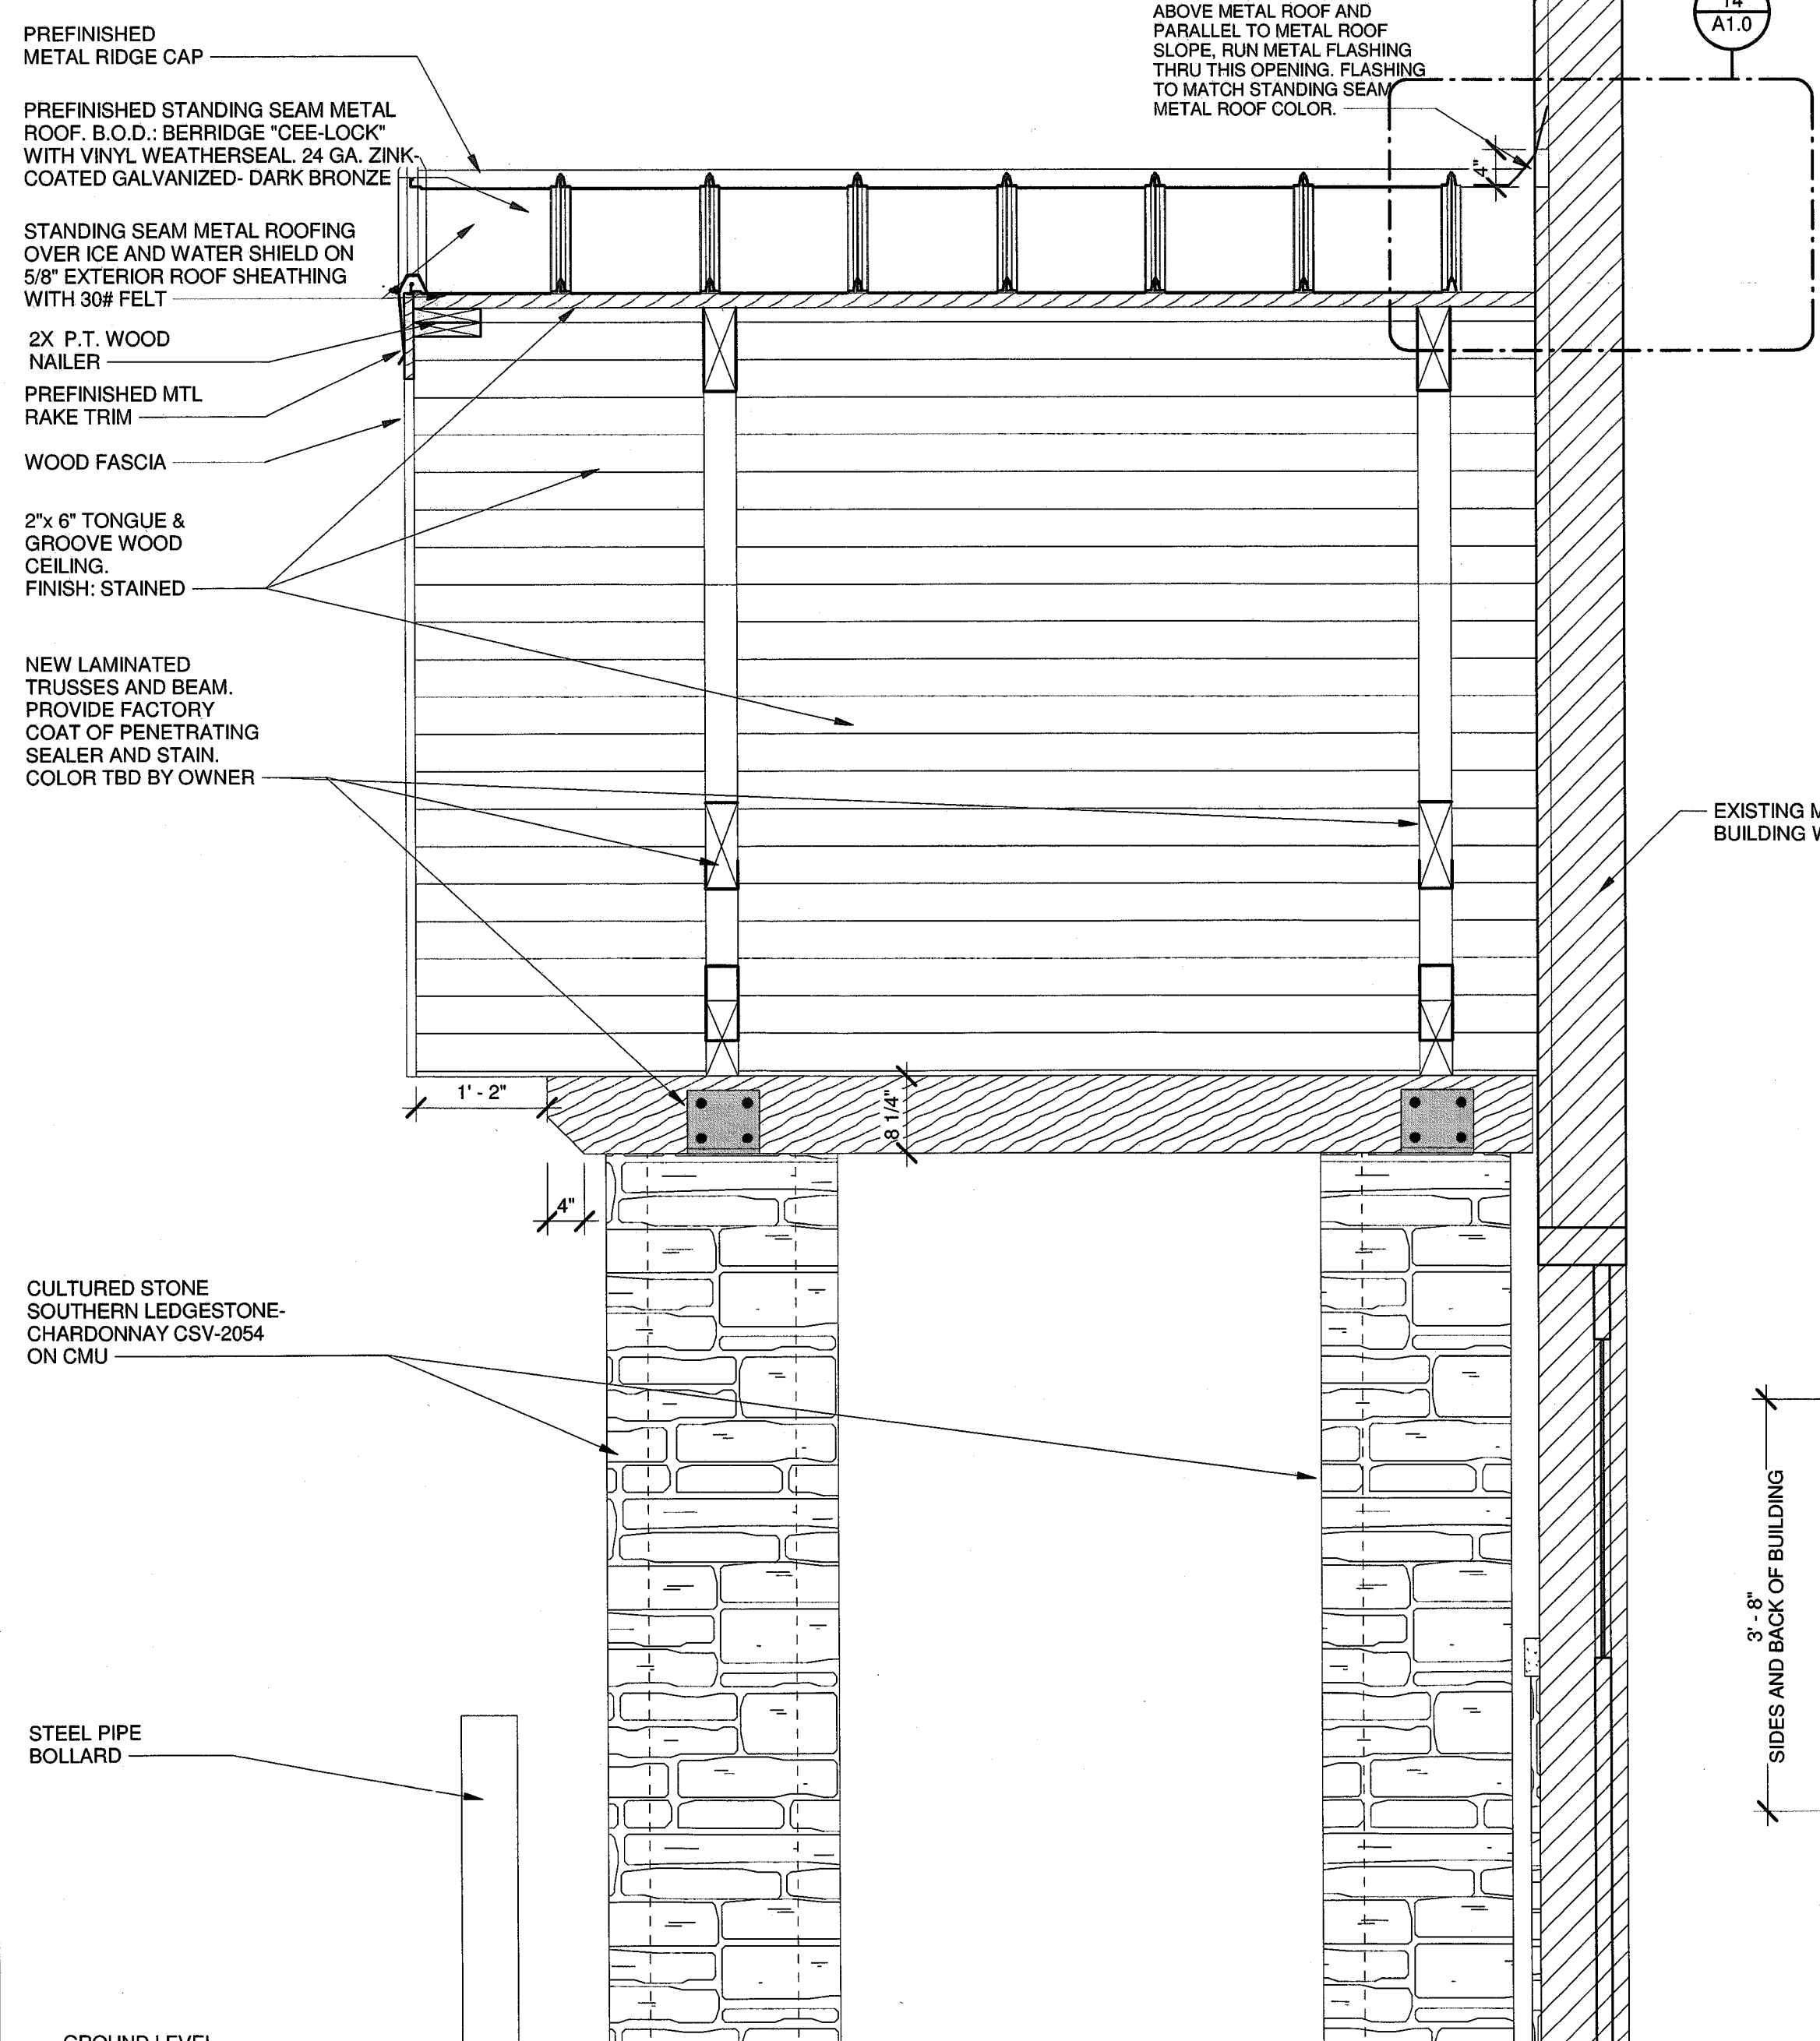 PREFINISHED
METAL RIDGE CAP
PREFINISHED STANDING SEAM METAL
ROOF. B.O.D.: BERRIDGE "CEE-LOCK"
WITH VINYL WEATHERSEAL. 24 GA. ZINK-
COATED GALVANIZED- DARK BRONZE
STANDING SEAM METAL ROOFING
OVER ICE AND WATER SHIELD ON
5/8" EXTERIOR ROOF SHEATHING
WITH 30# FELT
2X P.T. WOOD
NAILER
PREFINISHED MTL
RAKE TRIM
WOOD FASCIA
2"x 6" TONGUE &
GROOVE WOOD
CEILING.
FINISH: STAINED
NEW LAMINATED
TRUSSES AND BEAM.
PROVIDE FACTORY
COAT OF PENETRATING
SEALER AND STAIN.
COLOR TBD BY OWNER
ABOVE METAL ROOF AND
PARALLEL TO METAL ROOF
SLOPE, RUN METAL FLASHING
THRU THIS OPENING. FLASHING
TO MATCH STANDING SEAM
METAL ROOF COLOR.
14
A1.0
4"
EXISTING M
BUILDING W
1' - 2"
8 1/4"
4"
CULTURED STONE
SOUTHERN LEDGESTONE-
CHARDONNAY CSV-2054
ON CMU
3' - 8"
SIDES AND BACK OF BUILDING
STEEL PIPE
BOLLARD
GROUND LEVEL